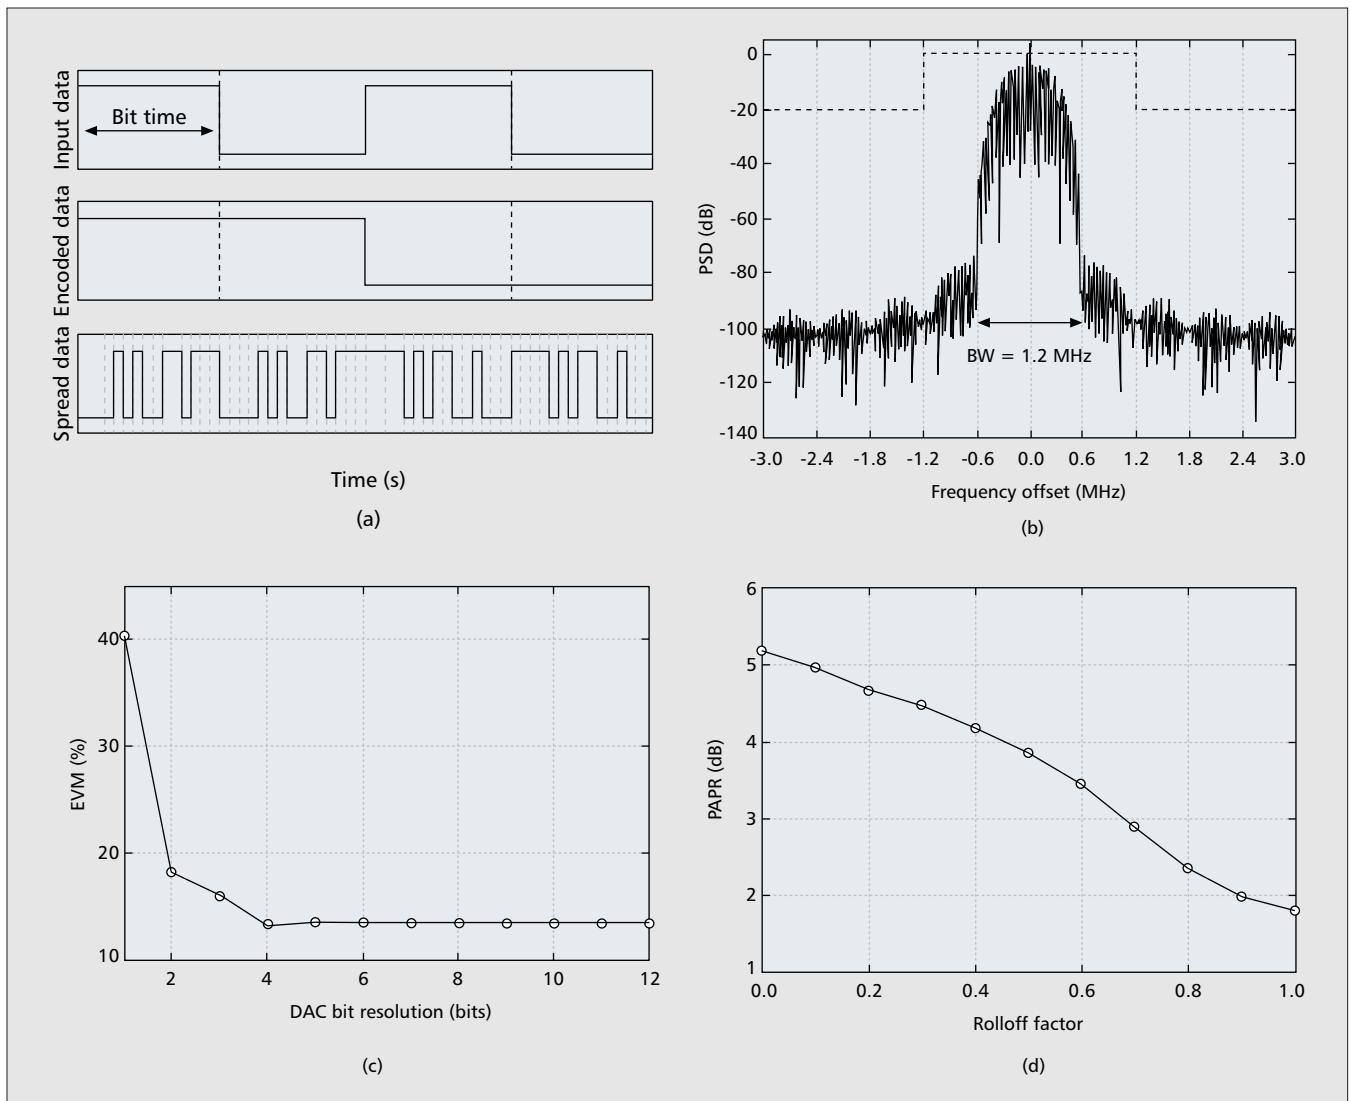 Input data
Bit time
Encoded data
Spread data
Time (s)
(a)
PSD (dB)
0
-20
-40
-60
-80
-100
-120
-140
BW = 1.2 MHz
-3.0 -2.4 -1.8 -1.2 -0.6 0.0 0.6 1.2 1.8 2.4 3.0
Frequency offset (MHz)
(b)
EVM (%)
40
30
20
10
2 4 6 8 10 12
DAC bit resolution (bits)
(c)
PAPR (dB)
6
5
4
3
2
1
0.0 0.2 0.4 0.6 0.8 1.0
Rolloff factor
(d)